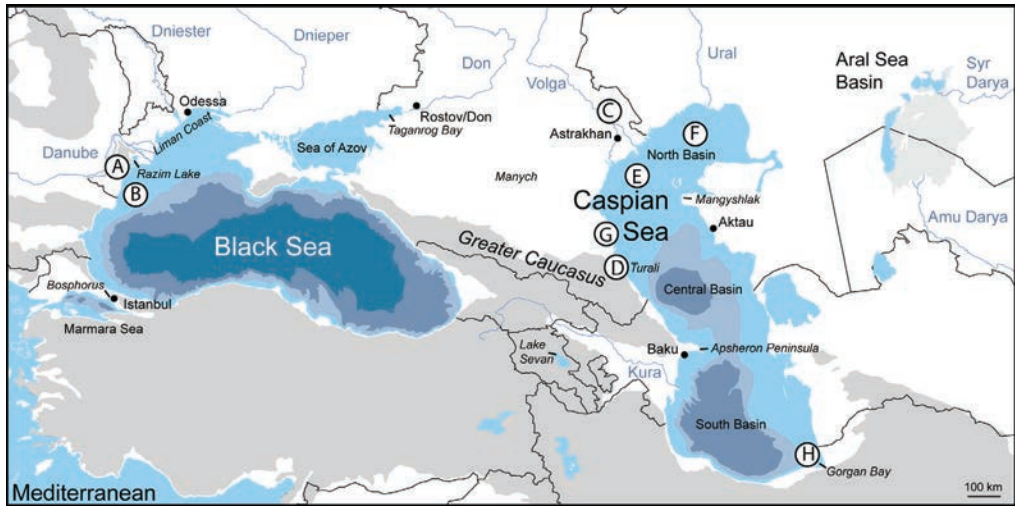 Dniester
Dnieper
Don
Volga
Ural
Aral Sea
Basin
Syr
Darya
Odessa
Liman Coast
Rostov/Don
Taganrog Bay
C
Astrakhan
F
North Basin
Danube
A
Razim Lake
B
Sea of Azov
Manych
E
Caspian
Sea
Mangyshlak
Aktau
G
Amu Darya
Black Sea
Greater Caucasus
D
Turali
Central Basin
Bosphorus
Istanbul
Marmara Sea
Lake
Sevan
Baku
Apsheron Peninsula
Kura
South Basin
H
Gorgan Bay
Mediterranean
100 km